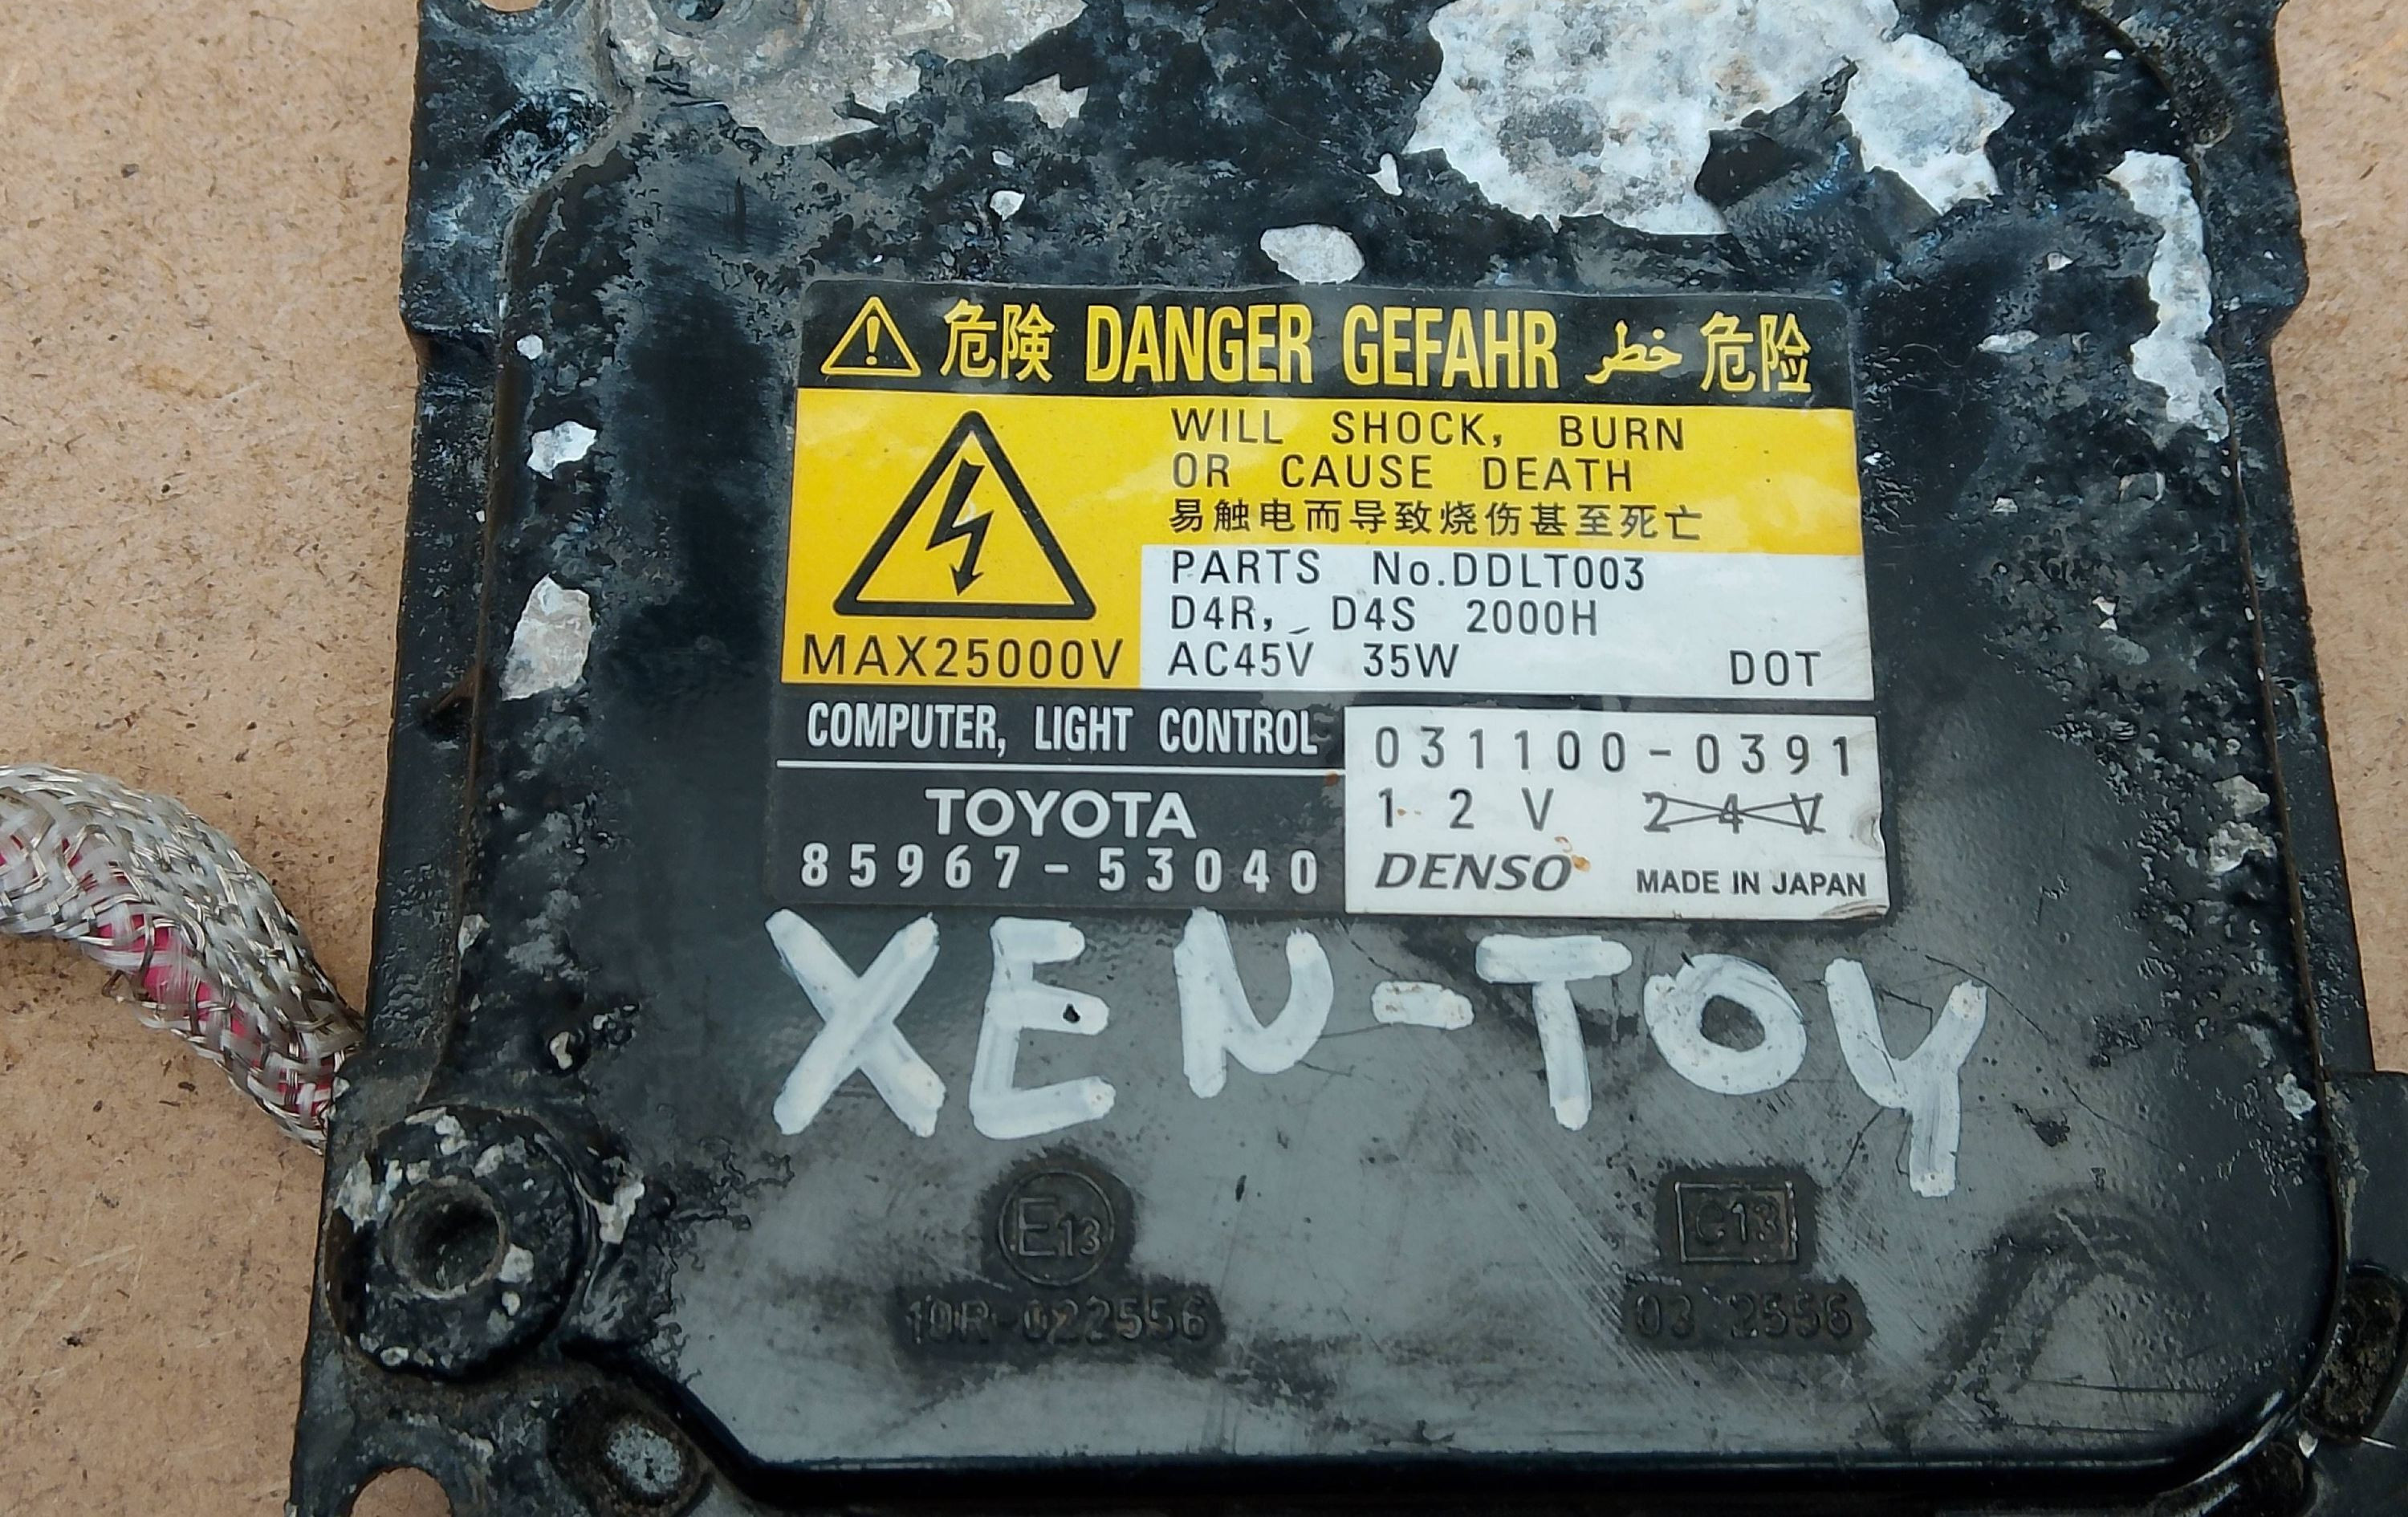 危険 DANGER GEFAHR خطر 危险
WILL SHOCK, BURN
OR CAUSE DEATH
易触电而导致烧伤甚至死亡
MAX25000V
PARTS No.DDLT003
D4R, D4S 2000H
AC45V 35W DOT
COMPUTER, LIGHT CONTROL
TOYOTA
85967-53040
031100-0391
12V 24V
DENSO MADE IN JAPAN
XEN-TOY
E13
10R-022556
03 2556